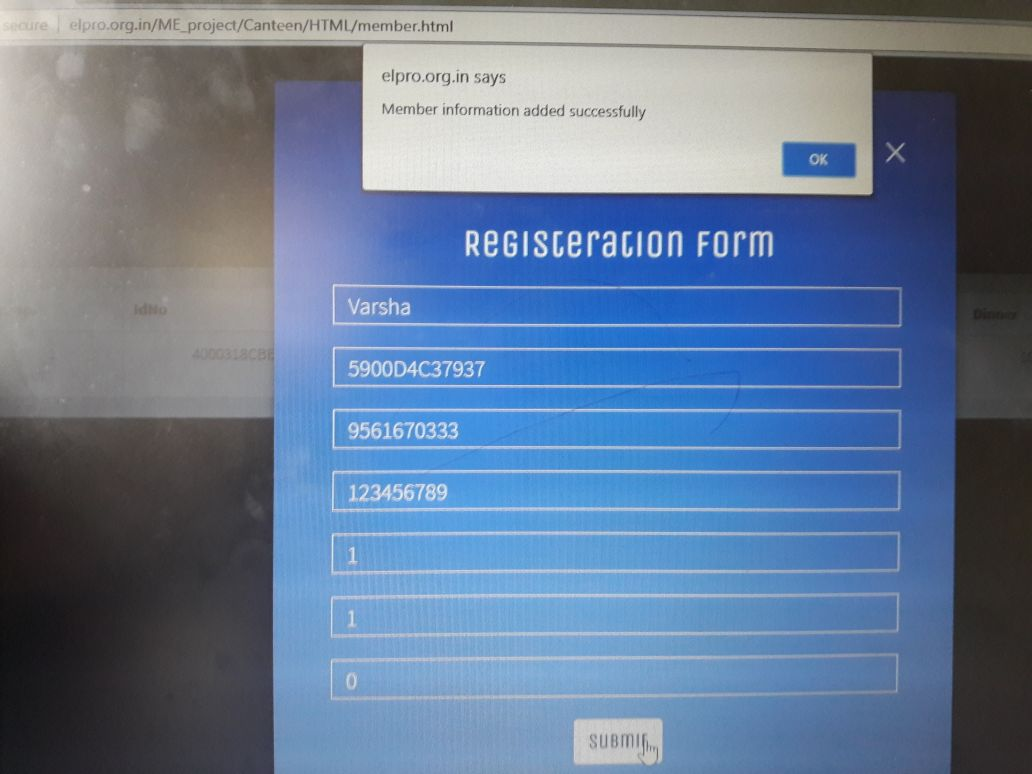 secure | elpro.org.in/ME_project/Canteen/HTML/member.html
elpro.org.in says
Member information added successfully
OK
Registeration Form
Varsha
IdNo
Dinner
4000318CBE
5900D4C37937
9561670333
123456789
1
1
0
SUBMIT